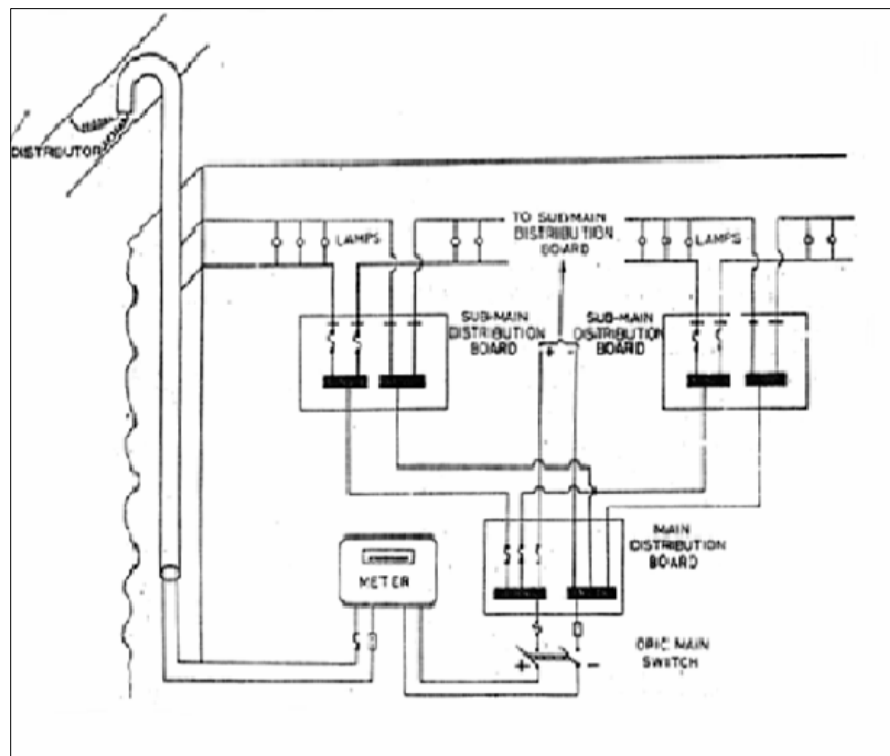 DISTRIBUTOR
TO SUB-MAIN
DISTRIBUTION
BOARD
LAMPS
LAMPS
SUB-MAIN
DISTRIBUTION
BOARD
SUB-MAIN
DISTRIBUTION
BOARD
+ -
MAIN
DISTRIBUTION
BOARD
METER
MAIN
SWITCH
+ -